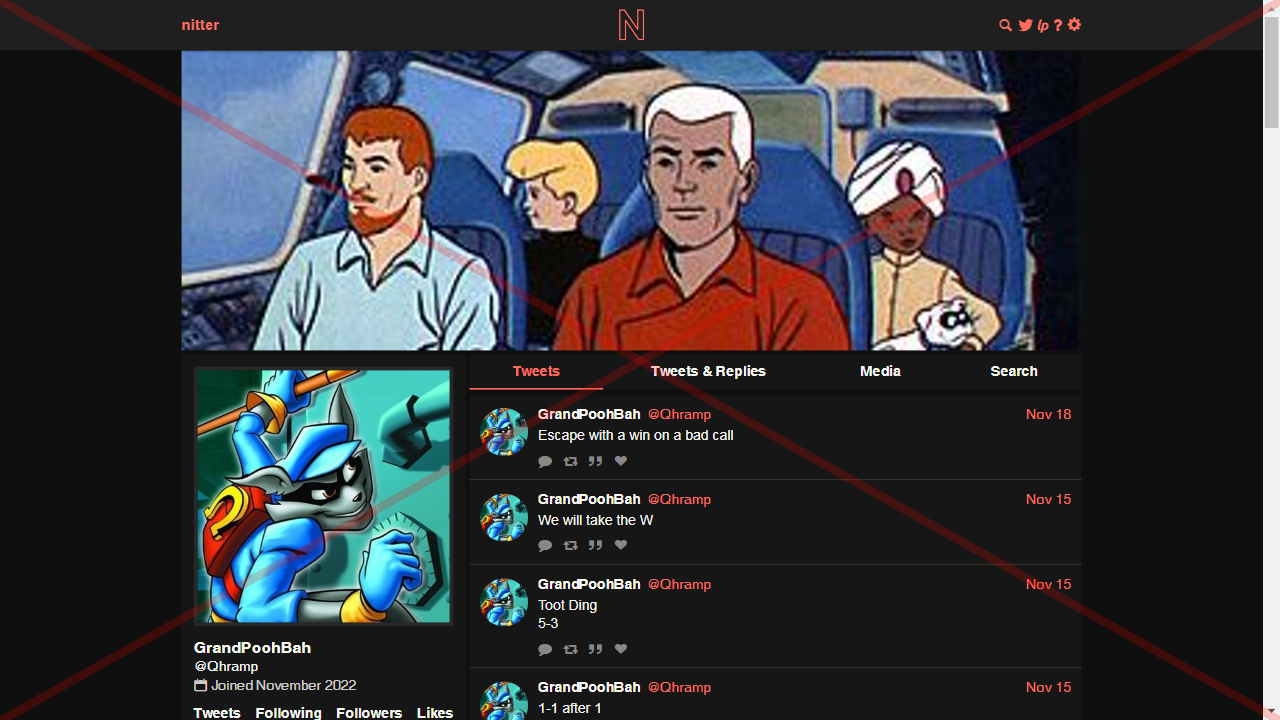 nitter
N
lp ?
Tweets Tweets & Replies Media Search
GrandPoohBah @Qhramp Nov 18
Escape with a win on a bad call
GrandPoohBah @Qhramp Nov 15
We will take the W
GrandPoohBah @Qhramp Nov 15
Toot Ding
5-3
GrandPoohBah @Qhramp Nov 15
1-1 after 1
GrandPoohBah
@Qhramp
Joined November 2022
Tweets Following Followers Likes